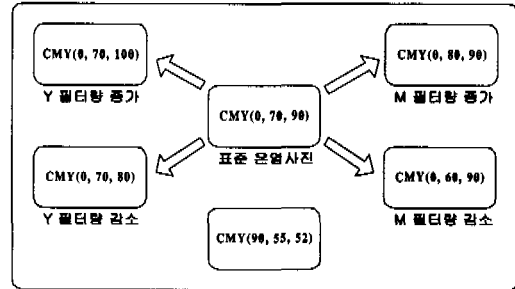 CMY(0, 70, 100)
Y 필터량 증가
CMY(0, 80, 90)
M 필터량 증가
CMY(0, 70, 90)
표준 온열사진
CMY(0, 70, 80)
Y 필터량 감소
CMY(0, 60, 90)
M 필터량 감소
CMY(90, 55, 52)